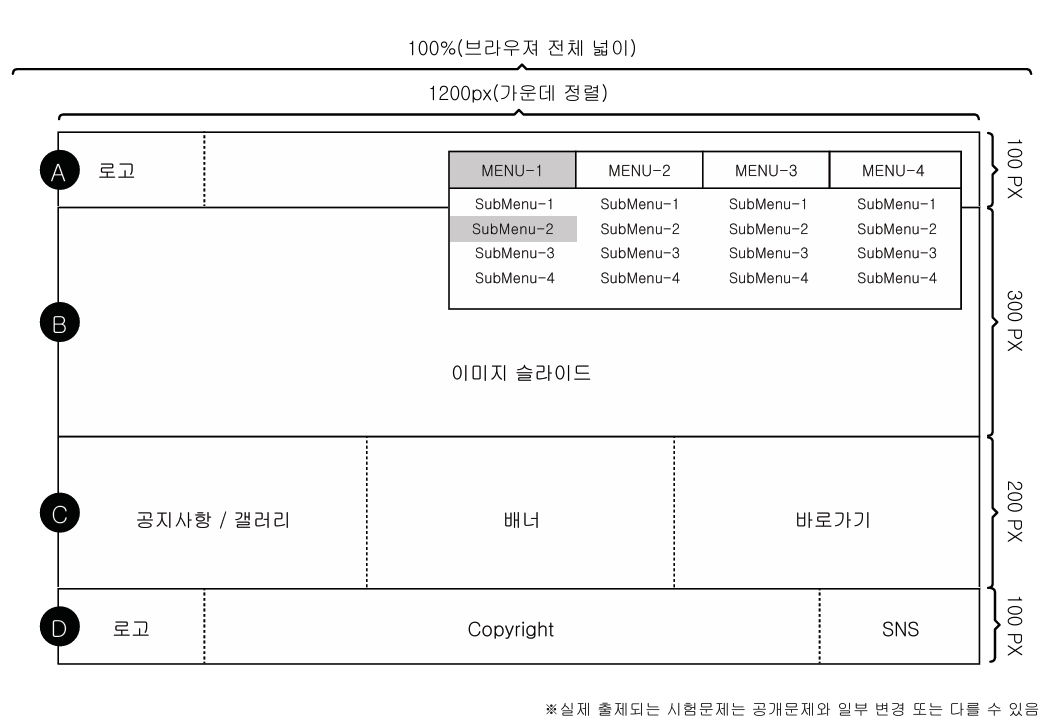 100%(브라우져 전체 넓이)
1200px(가운데 정렬)
A 로고 MENU-1 MENU-2 MENU-3 MENU-4 100 PX
SubMenu-1 SubMenu-1 SubMenu-1 SubMenu-1
SubMenu-2 SubMenu-2 SubMenu-2 SubMenu-2
SubMenu-3 SubMenu-3 SubMenu-3 SubMenu-3
SubMenu-4 SubMenu-4 SubMenu-4 SubMenu-4
B 300 PX
이미지 슬라이드
C 공지사항 / 갤러리 배너 바로가기 200 PX
D 로고 Copyright SNS 100 PX
※실제 출제되는 시험문제는 공개문제와 일부 변경 또는 다를 수 있음